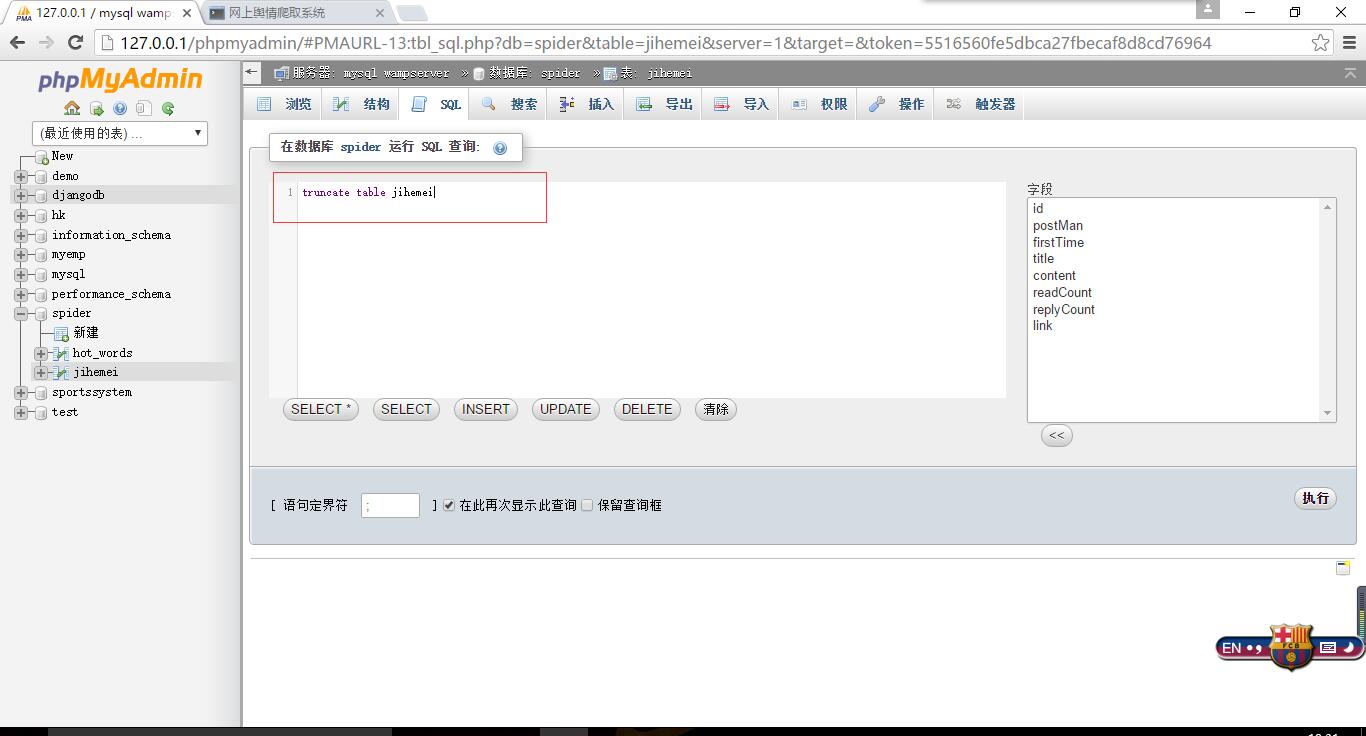 127.0.0.1 / mysql wamp
网上舆情爬取系统
127.0.0.1/phpmyadmin/#PMAURL-13:tbl_sql.php?db=spider&table=jihemei&server=1&target=&token=5516560fe5dbca27fbecaf8d8cd76964
phpMyAdmin
(最近使用的表) ...
New
demo
djangodb
hk
information_schema
myemp
mysql
performance_schema
spider
新建
hot_words
jihemei
sportssystem
test
服务器: mysql wampserver » 数据库: spider » 表: jihemei
浏览 结构 SQL 搜索 插入 导出 导入 权限 操作 触发器
在数据库 spider 运行 SQL 查询:
1 truncate table jihemei
字段
id
postMan
firstTime
title
content
readCount
replyCount
link
SELECT * SELECT INSERT UPDATE DELETE 清除
<<
[ 语句定界符 ; ] 在此再次显示此查询 保留查询框
执行
EN
FCB